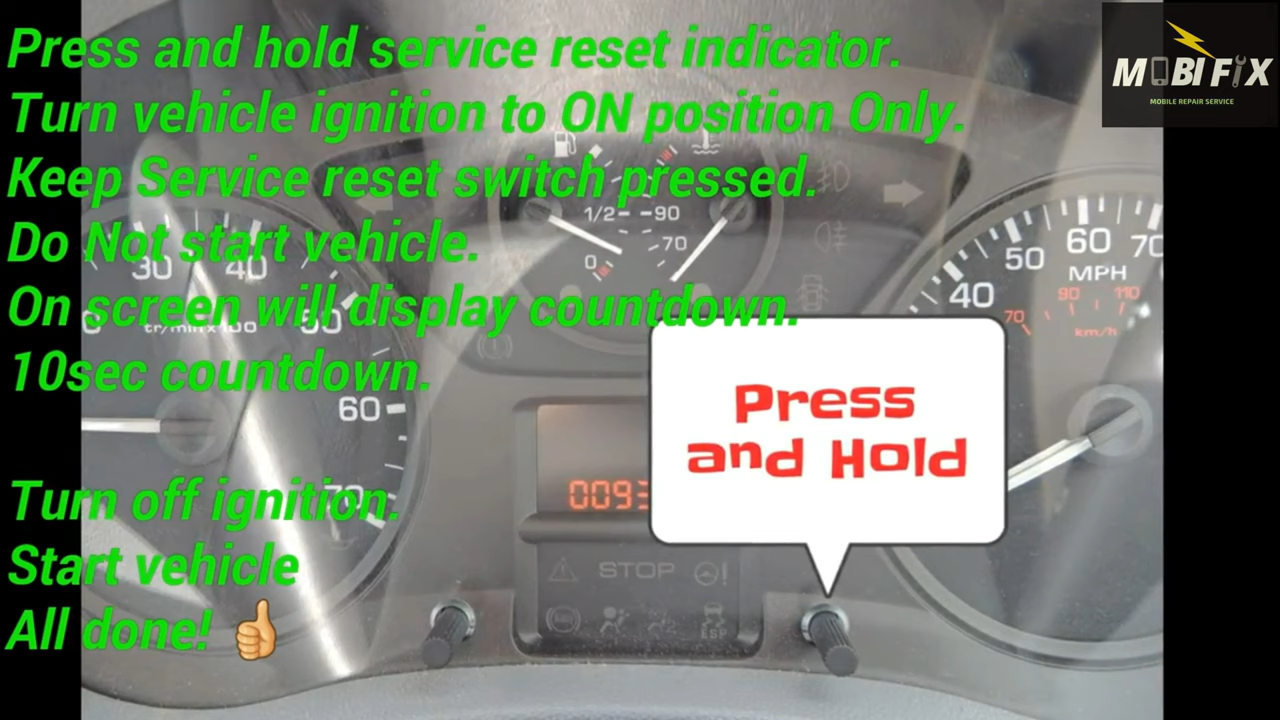 Press and hold service reset indicator.
Turn vehicle ignition to ON position Only.
Keep Service reset switch pressed.
Do Not start vehicle.
On screen will display countdown.
10sec countdown.
Turn off ignition.
Start vehicle
All done! 👍
MOBI FIX
MOBILE REPAIR SERVICE
1/2
90
70
0
30
40
50
60
70
tr/min x 100
40
50
60
70
MPH
70
90
110
km/h
Press
and Hold
STOP
ESP